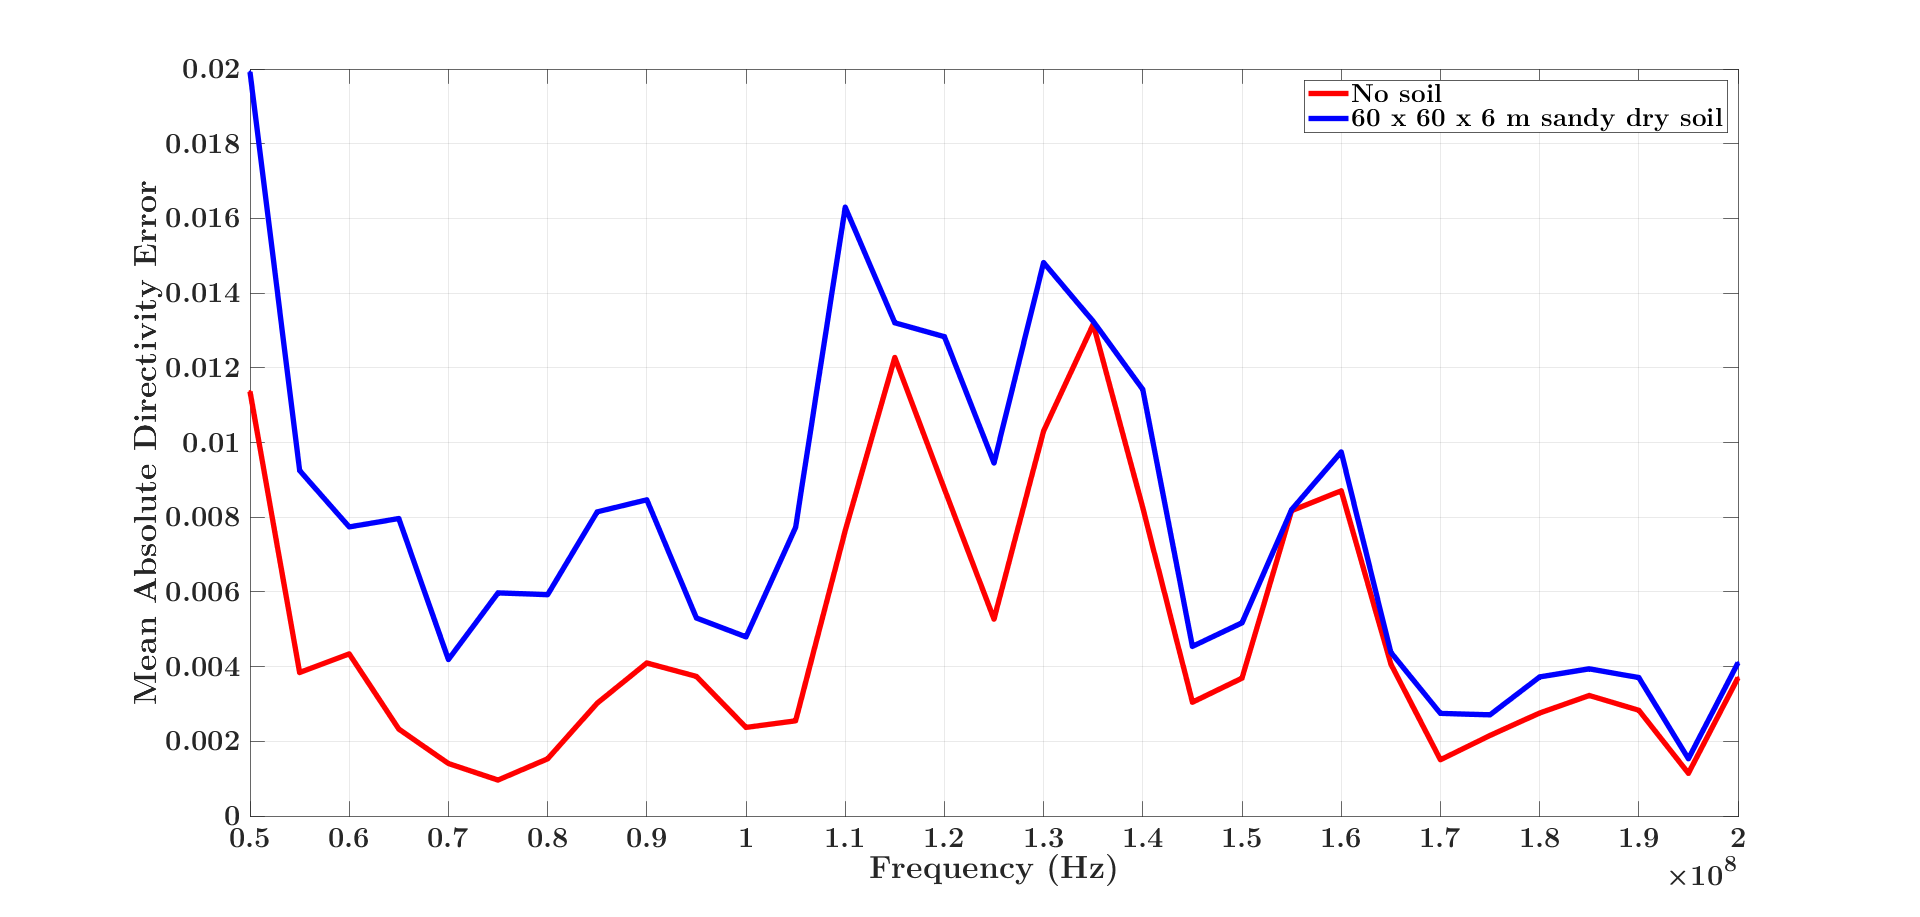 No soil
60 x 60 x 6 m sandy dry soil
Mean Absolute Directivity Error
0.02
0.018
0.016
0.014
0.012
0.01
0.008
0.006
0.004
0.002
0
0.5 0.6 0.7 0.8 0.9 1 1.1 1.2 1.3 1.4 1.5 1.6 1.7 1.8 1.9 2
Frequency (Hz)
×10⁸